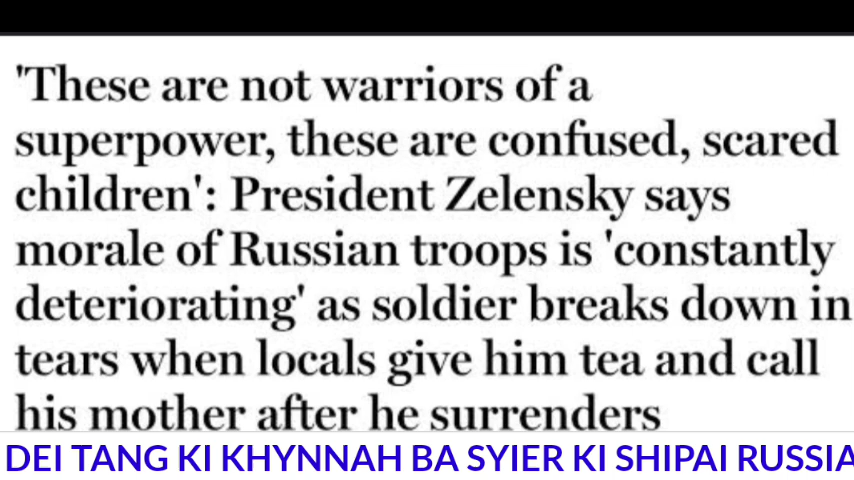 'These are not warriors of a
superpower, these are confused, scared
children': President Zelensky says
morale of Russian troops is 'constantly
deteriorating' as soldier breaks down in
tears when locals give him tea and call
his mother after he surrenders
DEI TANG KI KHYNNAH BA SYIER KI SHIPAI RUSSIA